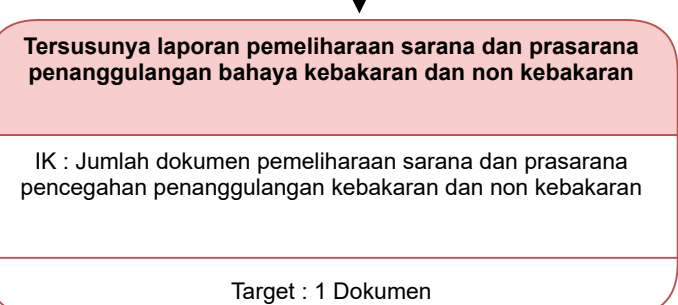 Tersusunya laporan pemeliharaan sarana dan prasarana
penanggulangan bahaya kebakaran dan non kebakaran
IK : Jumlah dokumen pemeliharaan sarana dan prasarana
pencegahan penanggulangan kebakaran dan non kebakaran
Target : 1 Dokumen